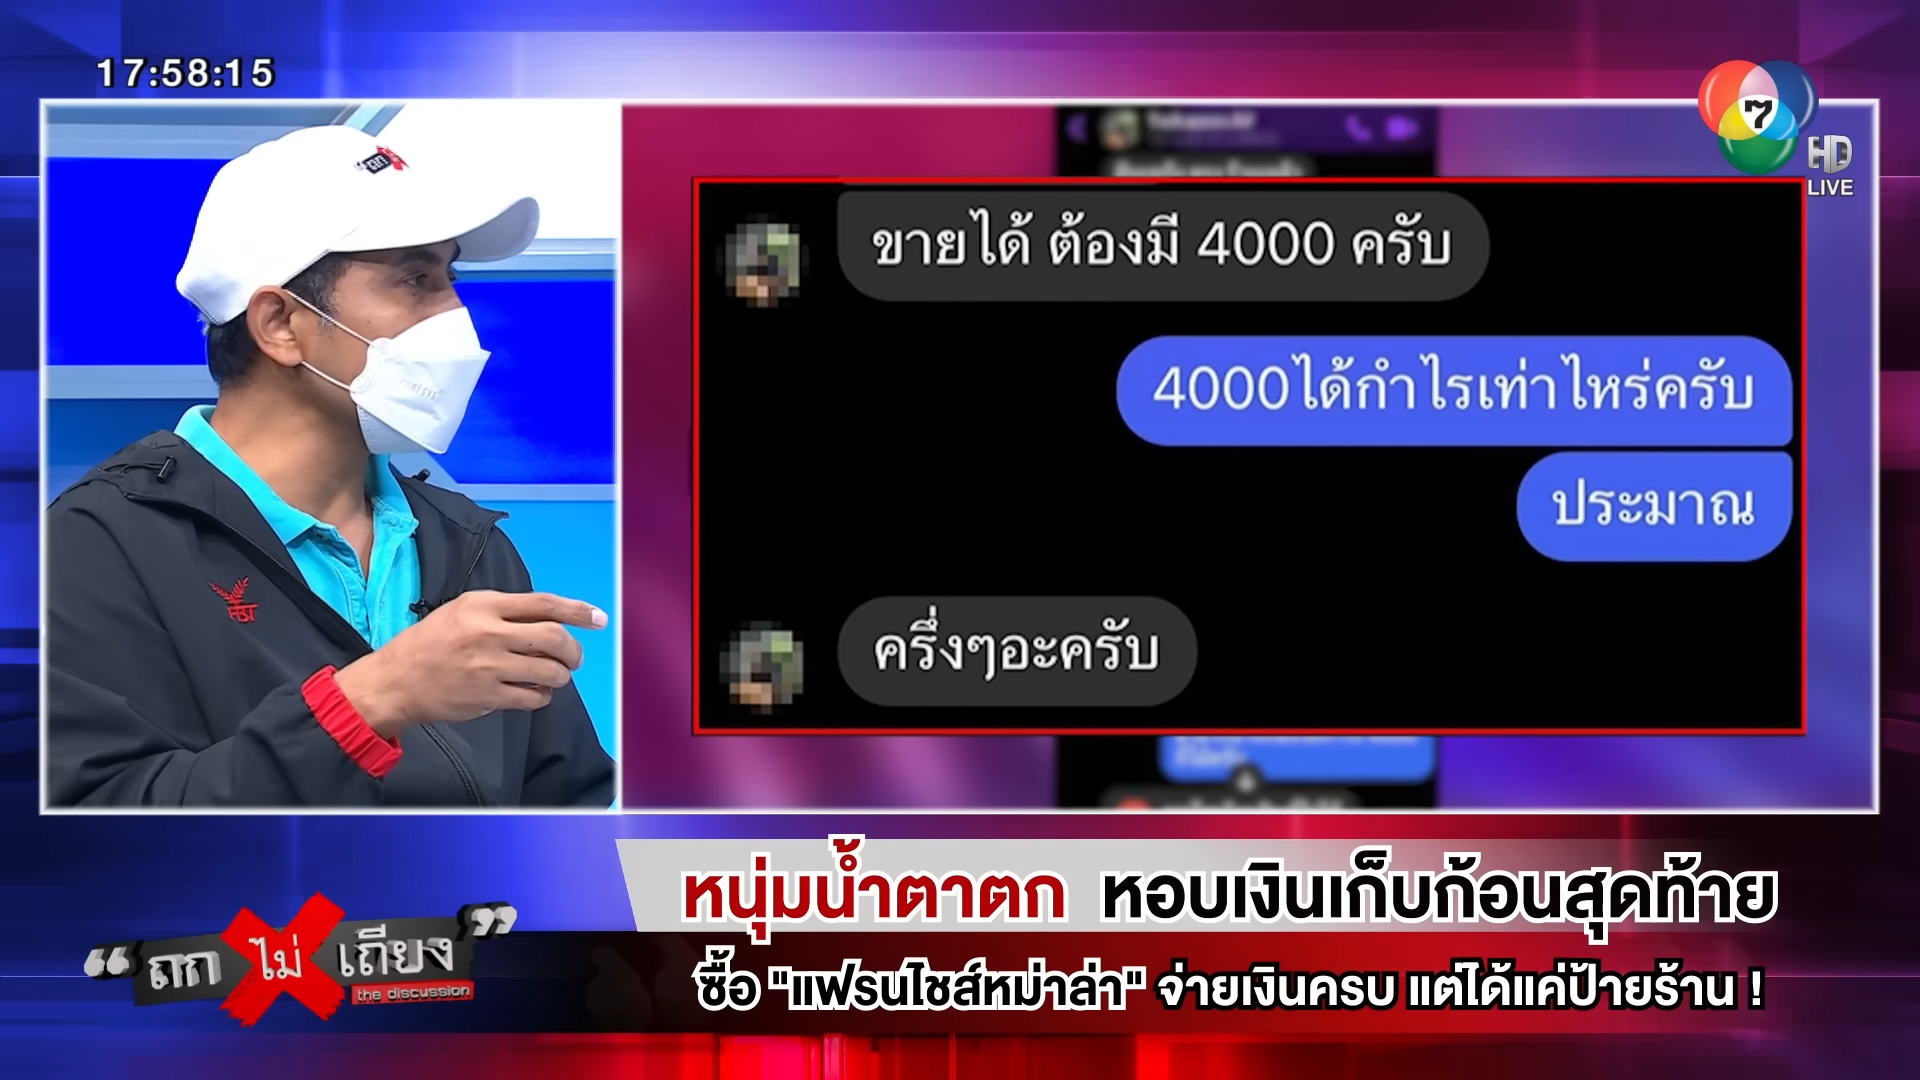 17:58:15
7
HD
LIVE
ขายได้ ต้องมี 4000 ครับ
4000ได้กำไรเท่าไหร่ครับ
ประมาณ
ครึ่งๆอะครับ
FBT
หนุ่มน้ำตาตก หอบเงินเก็บก้อนสุดท้าย
ซื้อ "แฟรนไชส์หม่าล่า" จ่ายเงินครบ แต่ได้แค่ป้ายร้าน !
“ถกไม่เถียง”
the discussion